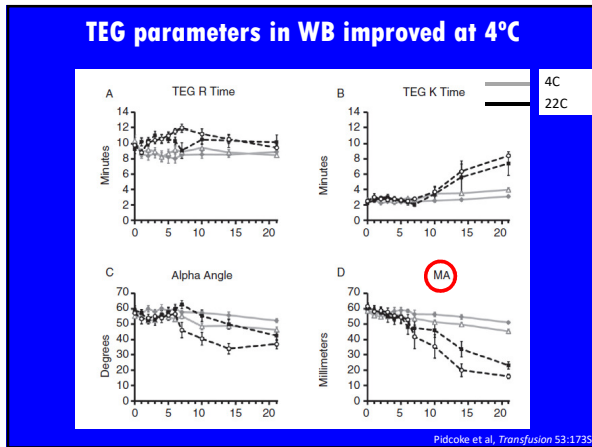 TEG parameters in WB improved at 4ºC
4C
22C
A
TEG R Time
Minutes
14
12
10
8
6
4
2
0
0 5 10 15 20
B
TEG K Time
Minutes
14
12
10
8
6
4
2
0
0 5 10 15 20
C
Alpha Angle
Degrees
70
60
50
40
30
20
10
0
0 5 10 15 20
D
MA
Millimeters
70
60
50
40
30
20
10
0
0 5 10 15 20
Pidcoke et al, Transfusion 53:173S